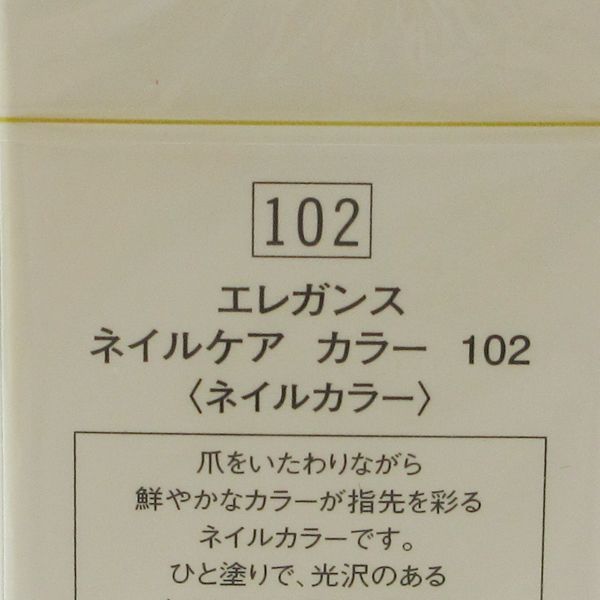 102
エレガンス
ネイルケア カラー 102
〈ネイルカラー〉
爪をいたわりながら
鮮やかなカラーが指先を彩る
ネイルカラーです。
ひと塗りで、光沢のある